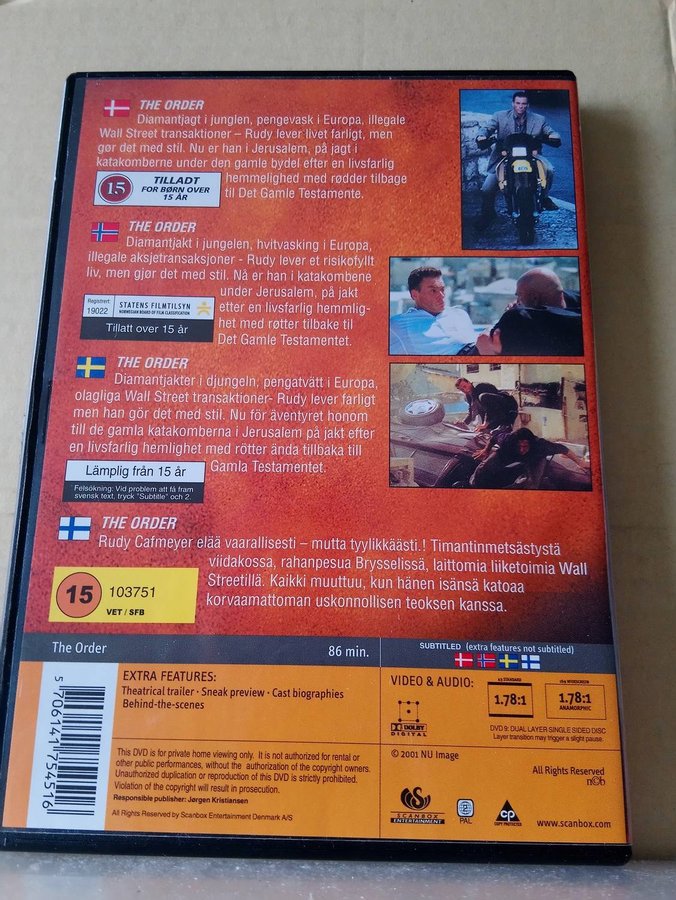 THE ORDER
Diamantjagt i junglen, pengevask i Europa, illegale
Wall Street transaktioner – Rudy lever livet farligt, men
gør det med stil. Nu er han i Jerusalem, på jagt i
katakomberne under den gamle bydel efter en livsfarlig
hemmelighed med rødder tilbage
til Det Gamle Testamente.
15
TILLADT
FOR BØRN OVER
15 ÅR
THE ORDER
Diamantjakt i jungelen, hvitvasking i Europa,
illegale aksjetransaksjoner - Rudy lever et risikofyllt
liv, men gjør det med stil. Nå er han i katakombene
under Jerusalem, på jakt
etter en livsfarlig hemmlig-
het med røtter tilbake til
Det Gamle Testamentet.
Registrert
19022
STATENS FILMTILSYN
NORWEGIAN BOARD OF FILM CLASSIFICATION
Tillatt over 15 år
THE ORDER
Diamantjakter i djungeln, pengatvätt i Europa,
olagliga Wall Street transaktioner- Rudy lever farligt
men han gör det med stil. Nu för äventyret honom
till de gamla katakomberna i Jerusalem på jakt efter
en livsfarlig hemlighet med rötter ända tillbaka till
Gamla Testamentet.
Lämplig från 15 år
Felsökning: Vid problem att få fram
svensk text, tryck "Subtitle" och 2.
THE ORDER
Rudy Cafmeyer elää vaarallisesti – mutta tyylikkäästi.! Timantinmetsästystä
viidakossa, rahanpesua Brysselissä, laittomia liiketoimia Wall
Streetillä. Kaikki muuttuu, kun hänen isänsä katoaa
korvaamattoman uskonnollisen teoksen kanssa.
15
103751
VET / SFB
The Order
86 min.
SUBTITLED (extra features not subtitled)
EXTRA FEATURES:
Theatrical trailer · Sneak preview · Cast biographies
Behind-the-scenes
VIDEO & AUDIO:
4:3 STANDARD
1.78:1
16:9 WIDESCREEN
1.78:1
ANAMORPHIC
DOLBY
DIGITAL
DVD 9: DUAL LAYER SINGLE SIDED DISC
Layer transition may trigger a slight pause.
5 706141 754516
This DVD is for private home viewing only. It is not authorized for rental or
other public performances, without the authorization of the copyright owners.
Unauthorized duplication or reproduction of this DVD is strictly prohibited.
Violation of the copyright will result in prosecution.
Responsible publisher: Jørgen Kristiansen
All Rights Reserved by Scanbox Entertainment Denmark A/S
© 2001 NU Image
All Rights Reserved
n©b
SCANBOX
ENTERTAINMENT
2
PAL
CP
COPY PROTECTED
www.scanbox.com